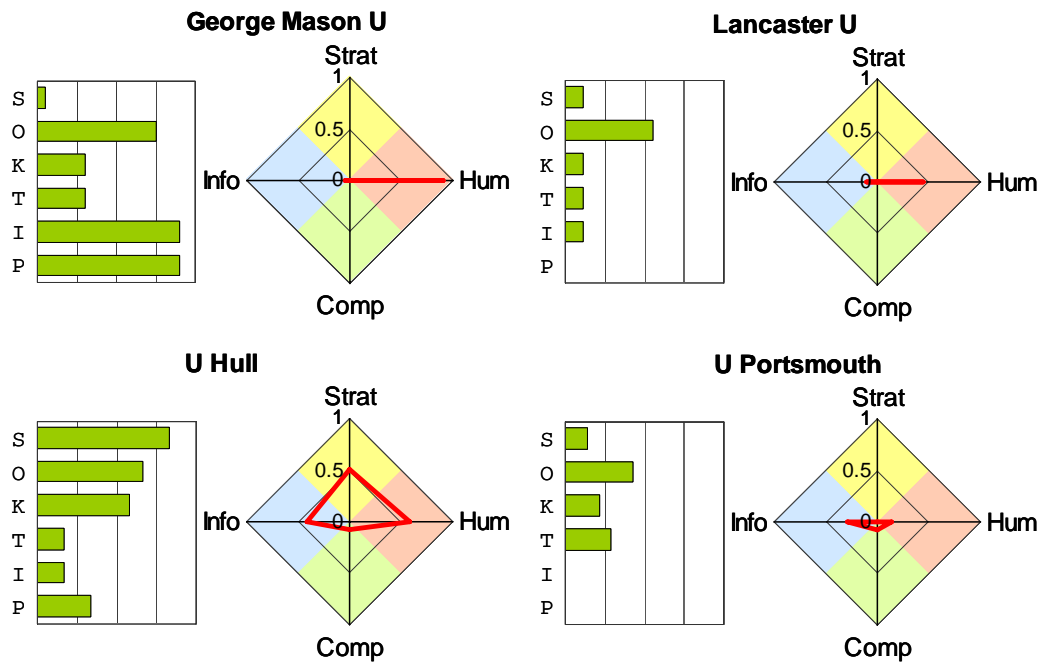 George Mason U
S
O
K
T
I
P
Strat
1
0.5
0
Info
Hum
Comp
Lancaster U
S
O
K
T
I
P
Strat
1
0.5
0
Info
Hum
Comp
U Hull
S
O
K
T
I
P
Strat
1
0.5
0
Info
Hum
Comp
U Portsmouth
S
O
K
T
I
P
Strat
1
0.5
0
Info
Hum
Comp